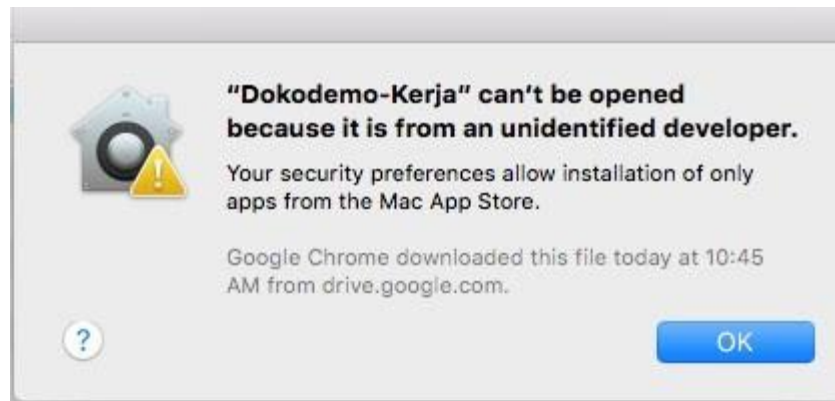 “Dokodemo-Kerja” can't be opened
because it is from an unidentified developer.
Your security preferences allow installation of only
apps from the Mac App Store.
Google Chrome downloaded this file today at 10:45
AM from drive.google.com.
?
OK